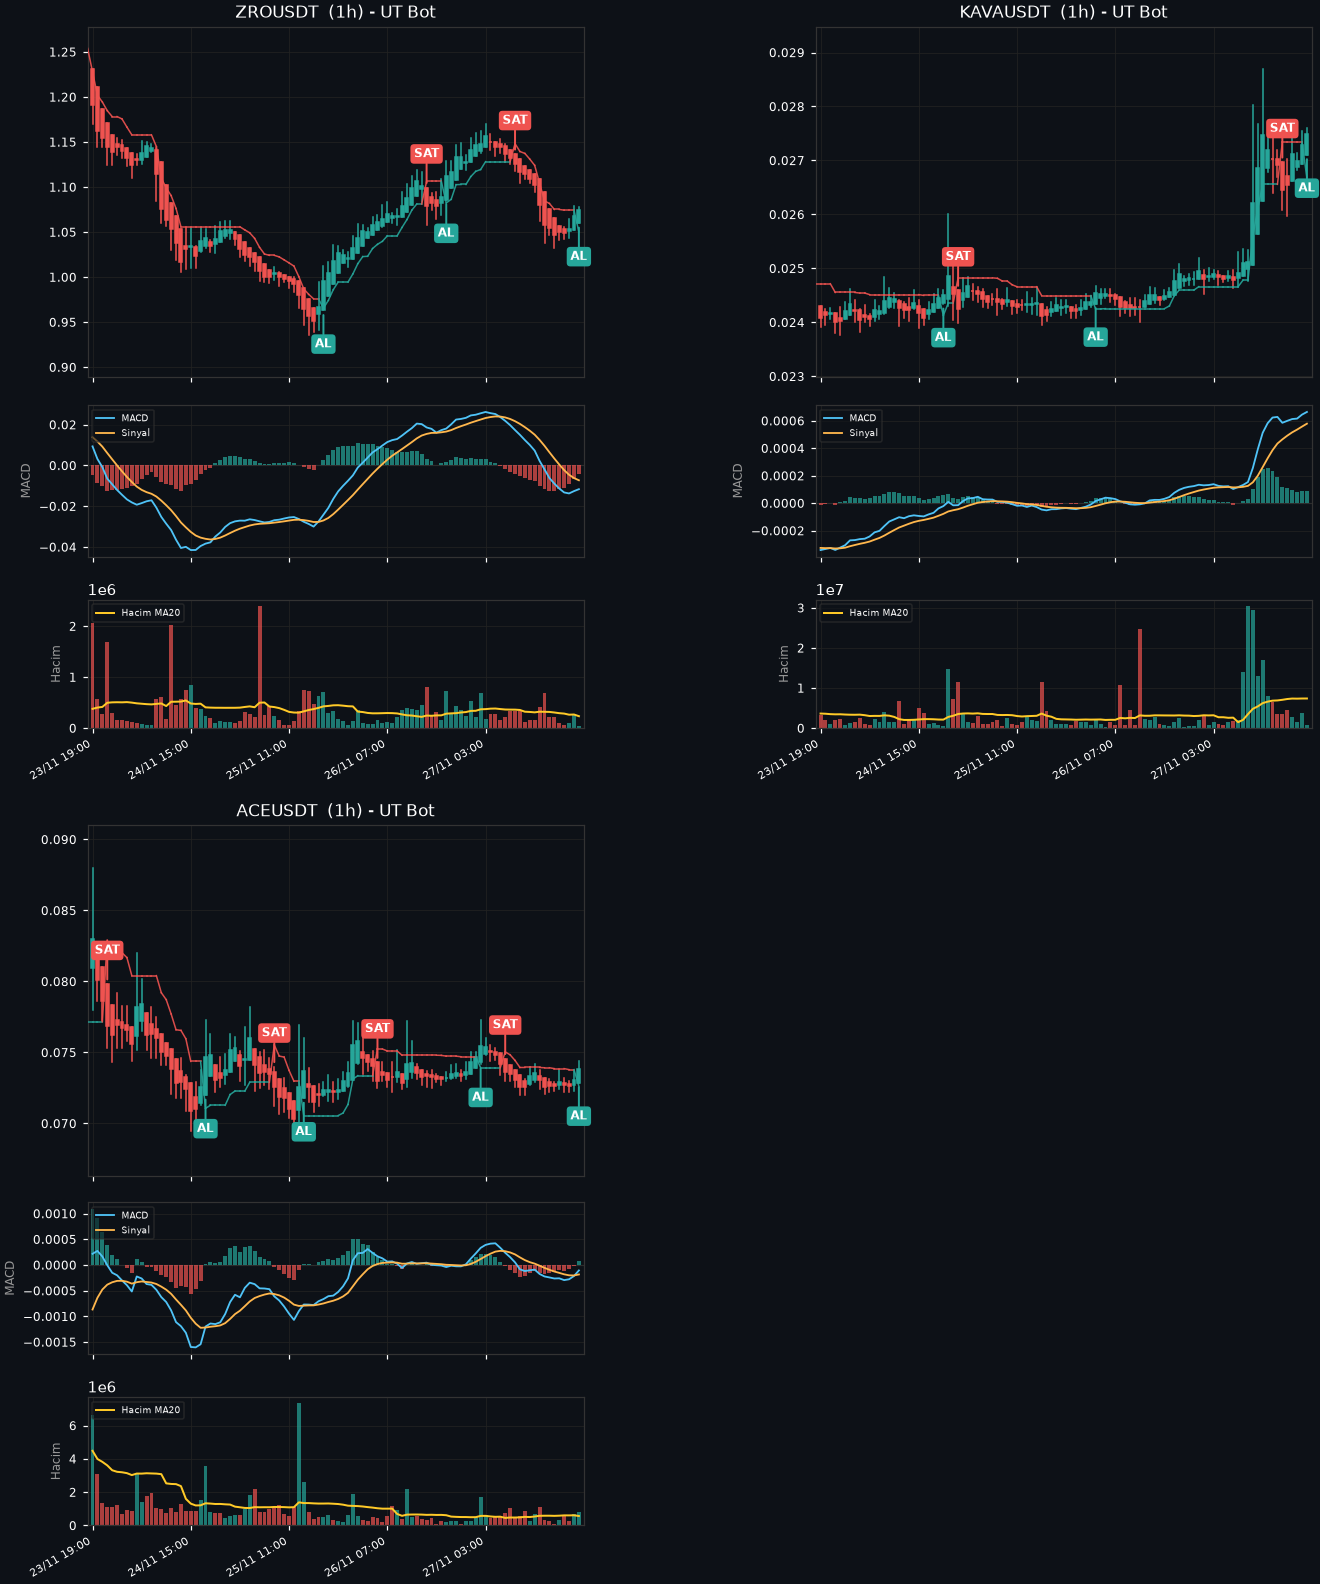 ZROUSDT  (1h) - UT Bot
1.25
1.20
1.15
1.10
1.05
1.00
0.95
0.90
SAT
SAT
AL
AL
AL
MACD
0.02
0.00
−0.02
−0.04
MACD
Sinyal
1e6
Hacim
2
1
0
Hacim MA20
23/11 19:00
24/11 15:00
25/11 11:00
26/11 07:00
27/11 03:00
KAVAUSDT  (1h) - UT Bot
0.029
0.028
0.027
0.026
0.025
0.024
0.023
SAT
AL
SAT
AL
AL
MACD
0.0006
0.0004
0.0002
0.0000
−0.0002
MACD
Sinyal
1e7
Hacim
3
2
1
0
Hacim MA20
23/11 19:00
24/11 15:00
25/11 11:00
26/11 07:00
27/11 03:00
ACEUSDT  (1h) - UT Bot
0.090
0.085
0.080
0.075
0.070
SAT
SAT
SAT
SAT
AL
AL
AL
AL
MACD
0.0010
0.0005
0.0000
−0.0005
−0.0010
−0.0015
MACD
Sinyal
1e6
Hacim
6
4
2
0
Hacim MA20
23/11 19:00
24/11 15:00
25/11 11:00
26/11 07:00
27/11 03:00